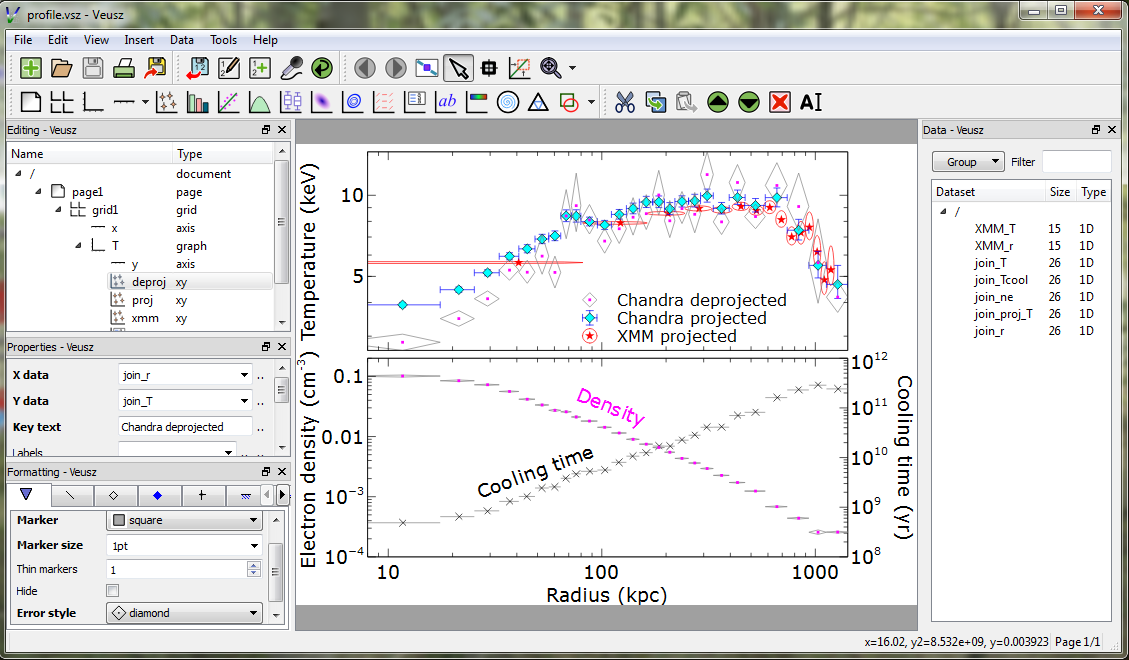 profile.vsz - Veusz
File Edit View Insert Data Tools Help
Editing - Veusz
Name Type
/ document
page1 page
grid1 grid
x axis
T graph
y axis
deproj xy
proj xy
xmm xy
Properties - Veusz
X data join_r ..
Y data join_T ..
Key text Chandra deprojected ..
Labels
Formatting - Veusz
Marker square
Marker size 1pt
Thin markers 1
Hide
Error style diamond
Temperature (keV)
10
5
Chandra deprojected
Chandra projected
XMM projected
Electron density (cm⁻³)
0.1
0.01
10⁻³
10⁻⁴
Density
Cooling time
10¹²
10¹¹
10¹⁰
10⁹
10⁸
Cooling time (yr)
10 100 1000
Radius (kpc)
Data - Veusz
Group Filter
Dataset Size Type
/
XMM_T 15 1D
XMM_r 15 1D
join_T 26 1D
join_Tcool 26 1D
join_ne 26 1D
join_proj_T 26 1D
join_r 26 1D
x=16.02, y2=8.532e+09, y=0.003923 Page 1/1